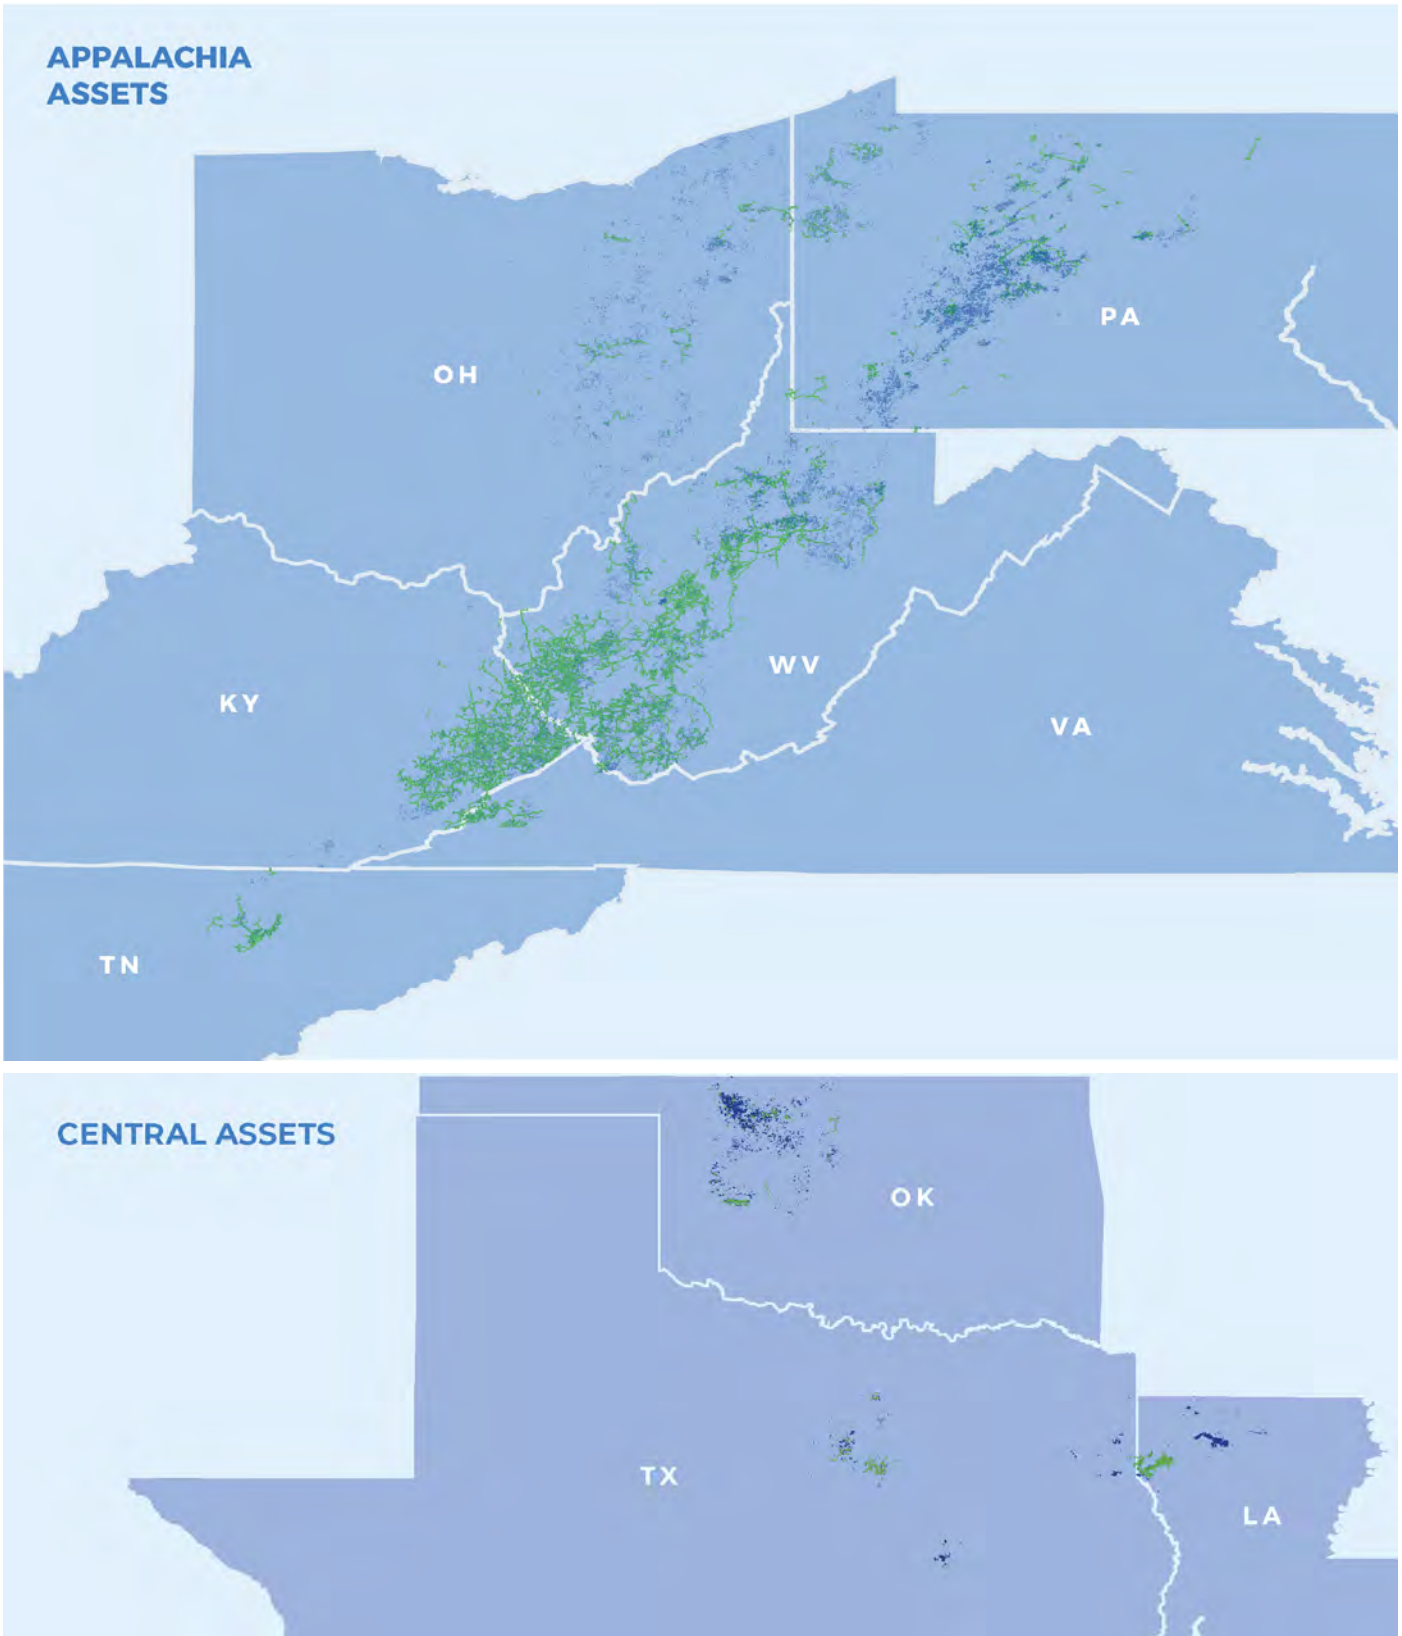 APPALACHIA
ASSETS
OH
PA
KY
WV
VA
TN
CENTRAL ASSETS
OK
TX
LA